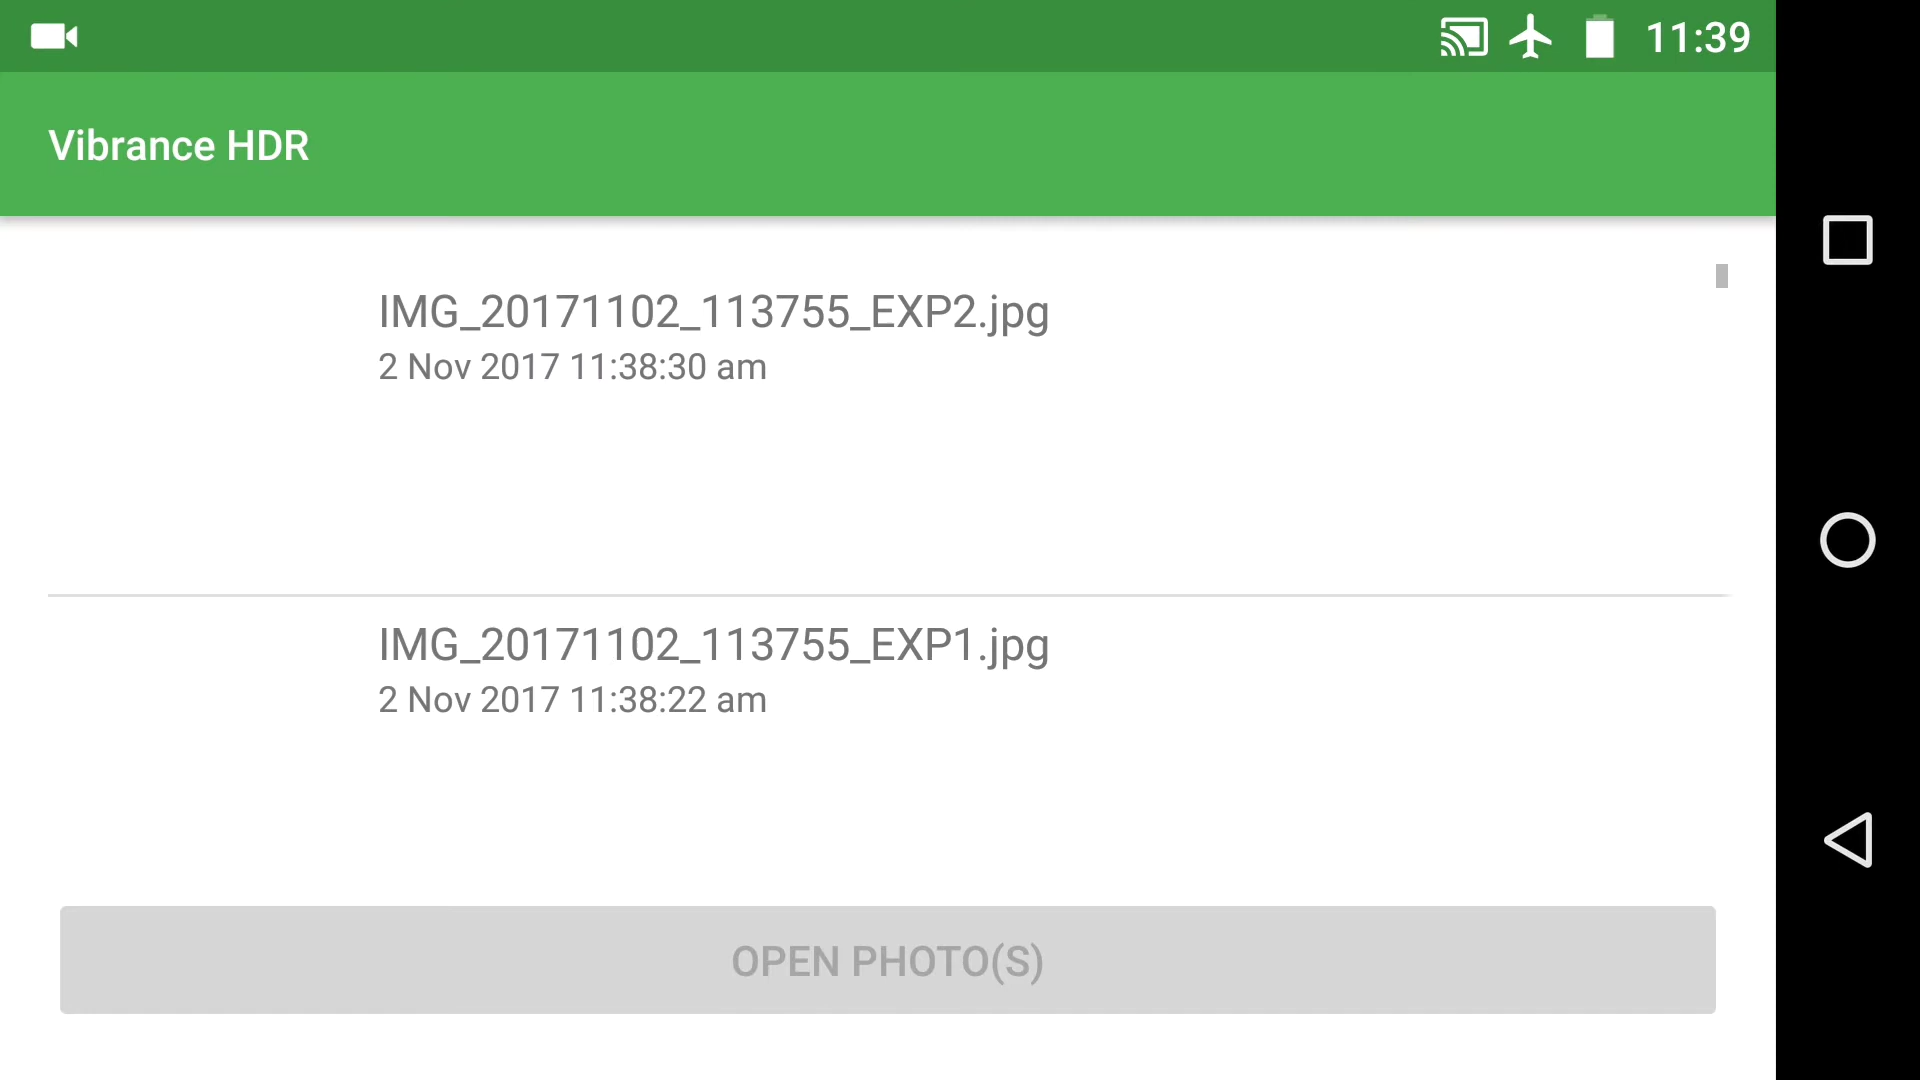 11:39
Vibrance HDR
IMG_20171102_113755_EXP2.jpg
2 Nov 2017 11:38:30 am
IMG_20171102_113755_EXP1.jpg
2 Nov 2017 11:38:22 am
OPEN PHOTO(S)